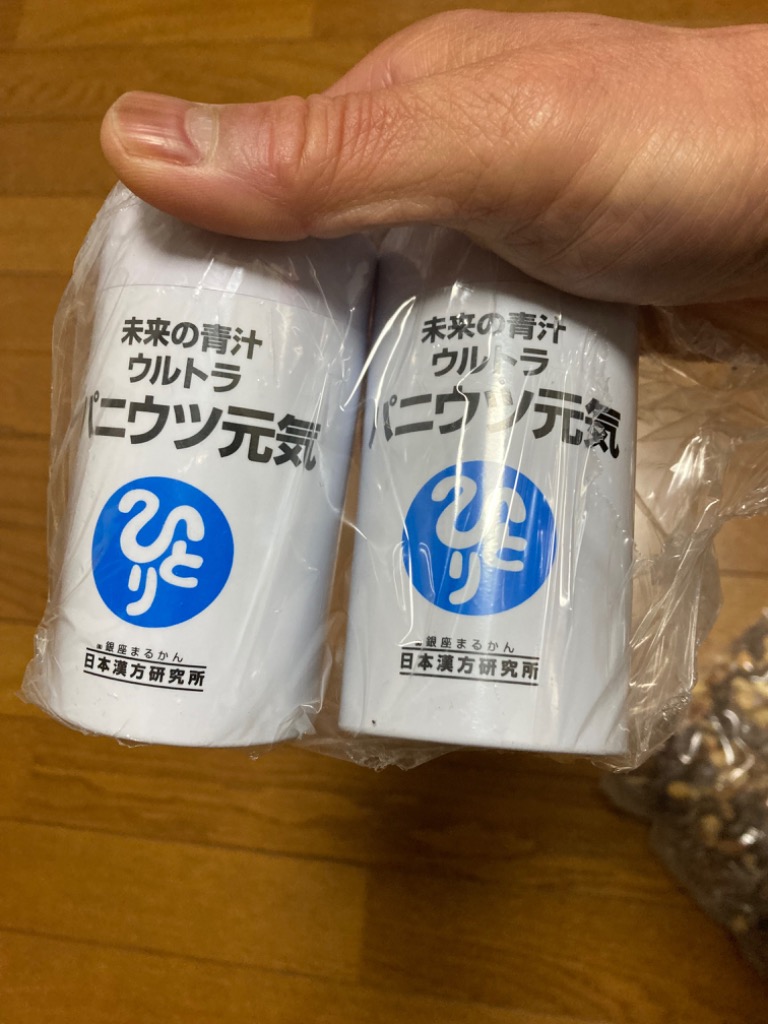 未来の青汁
ウルトラ
パニウツ元気
ひとり
銀座まるかん
日本漢方研究所
未来の青汁
ウルトラ
パニウツ元気
ひとり
銀座まるかん
日本漢方研究所